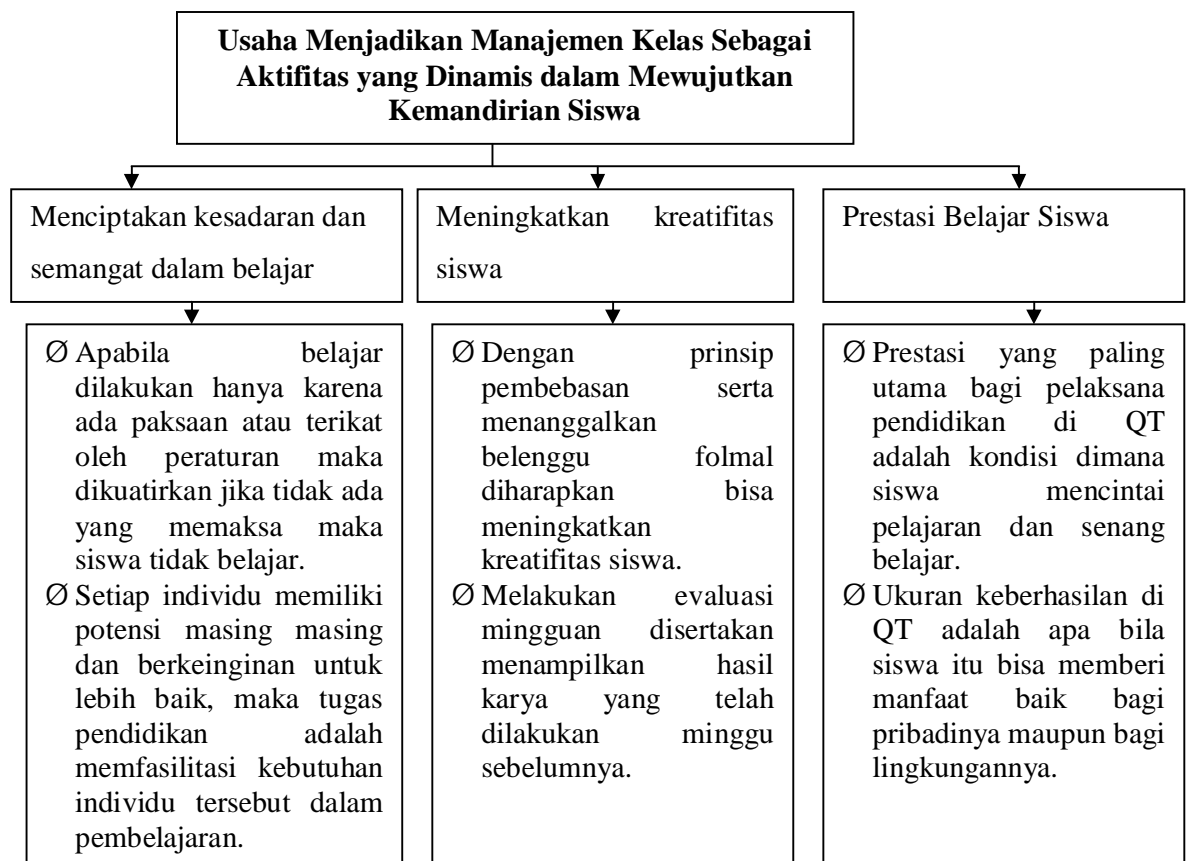 Usaha Menjadikan Manajemen Kelas Sebagai
Aktifitas yang Dinamis dalam Mewujutkan
Kemandirian Siswa
Menciptakan kesadaran dan
semangat dalam belajar
Meningkatkan kreatifitas
siswa
Prestasi Belajar Siswa
Ø Apabila belajar
dilakukan hanya karena
ada paksaan atau terikat
oleh peraturan maka
dikuatirkan jika tidak ada
yang memaksa maka
siswa tidak belajar.
Ø Setiap individu memiliki
potensi masing masing
dan berkeinginan untuk
lebih baik, maka tugas
pendidikan adalah
memfasilitasi kebutuhan
individu tersebut dalam
pembelajaran.
Ø Dengan prinsip
pembebasan serta
menanggalkan
belenggu folmal
diharapkan bisa
meningkatkan
kreatifitas siswa.
Ø Melakukan evaluasi
mingguan disertakan
menampilkan hasil
karya yang telah
dilakukan minggu
sebelumnya.
Ø Prestasi yang paling
utama bagi pelaksana
pendidikan di QT
adalah kondisi dimana
siswa mencintai
pelajaran dan senang
belajar.
Ø Ukuran keberhasilan di
QT adalah apa bila
siswa itu bisa memberi
manfaat baik bagi
pribadinya maupun bagi
lingkungannya.